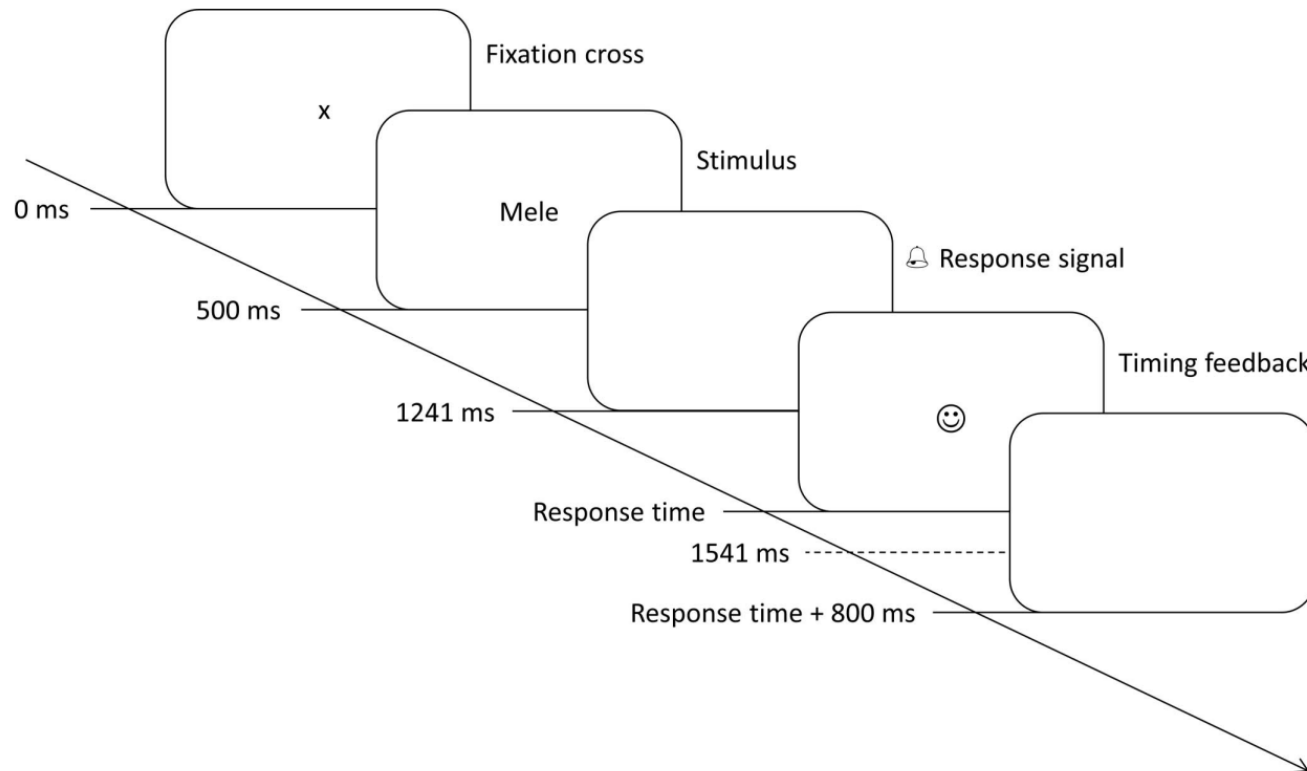 Fixation cross
x
Stimulus
0 ms
Mele
Response signal
500 ms
Timing feedback
1241 ms
Response time
1541 ms
Response time + 800 ms